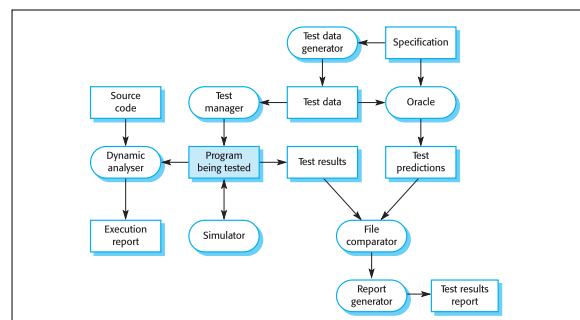 Test data
generator
Specification
Source
code
Test
manager
Test data
Oracle
Dynamic
analyser
Program
being tested
Test results
Test
predictions
Execution
report
Simulator
File
comparator
Report
generator
Test results
report